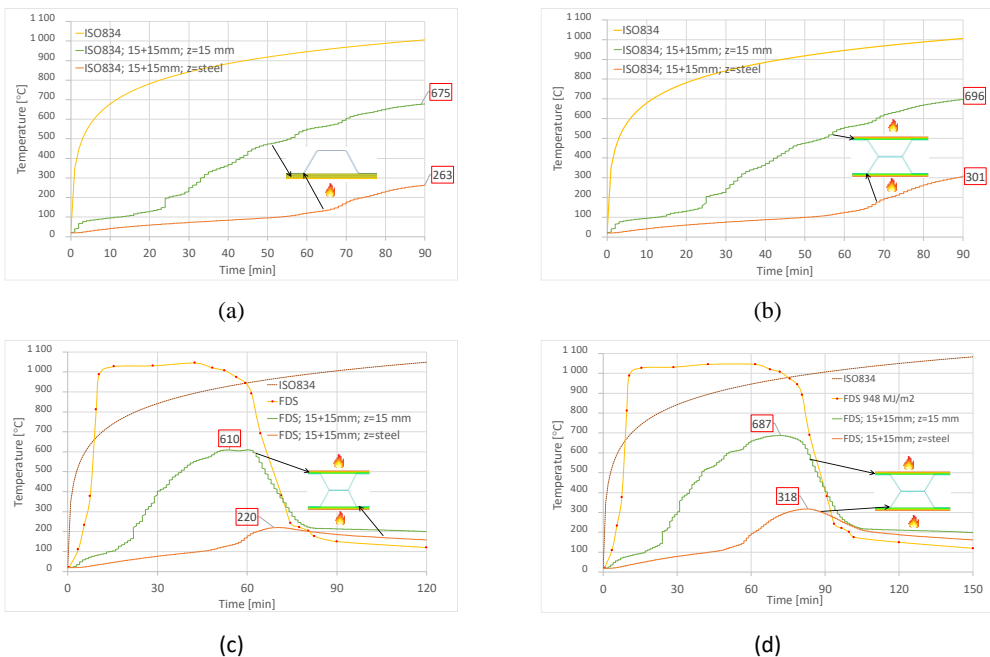 (a)
1 100
1 000
900
800
700
600
500
400
300
200
100
0
Temperature [°C]
ISO834
ISO834; 15+15mm; z=15 mm
ISO834; 15+15mm; z=steel
675
263
0 10 20 30 40 50 60 70 80 90
Time [min]
(a)
(b)
1 100
1 000
900
800
700
600
500
400
300
200
100
0
Temperature [°C]
ISO834
ISO834; 15+15mm; z=15 mm
ISO834; 15+15mm; z=steel
696
301
0 10 20 30 40 50 60 70 80 90
Time [min]
(b)
(c)
1 100
1 000
900
800
700
600
500
400
300
200
100
0
Temperature [°C]
ISO834
FDS
FDS; 15+15mm; z=15 mm
FDS; 15+15mm; z=steel
610
220
0 30 60 90 120
Time [min]
(c)
(d)
1 100
1 000
900
800
700
600
500
400
300
200
100
0
Temperature [°C]
ISO834
FDS 948 MJ/m2
FDS; 15+15mm; z=15 mm
FDS; 15+15mm; z=steel
687
318
0 30 60 90 120 150
Time [min]
(d)